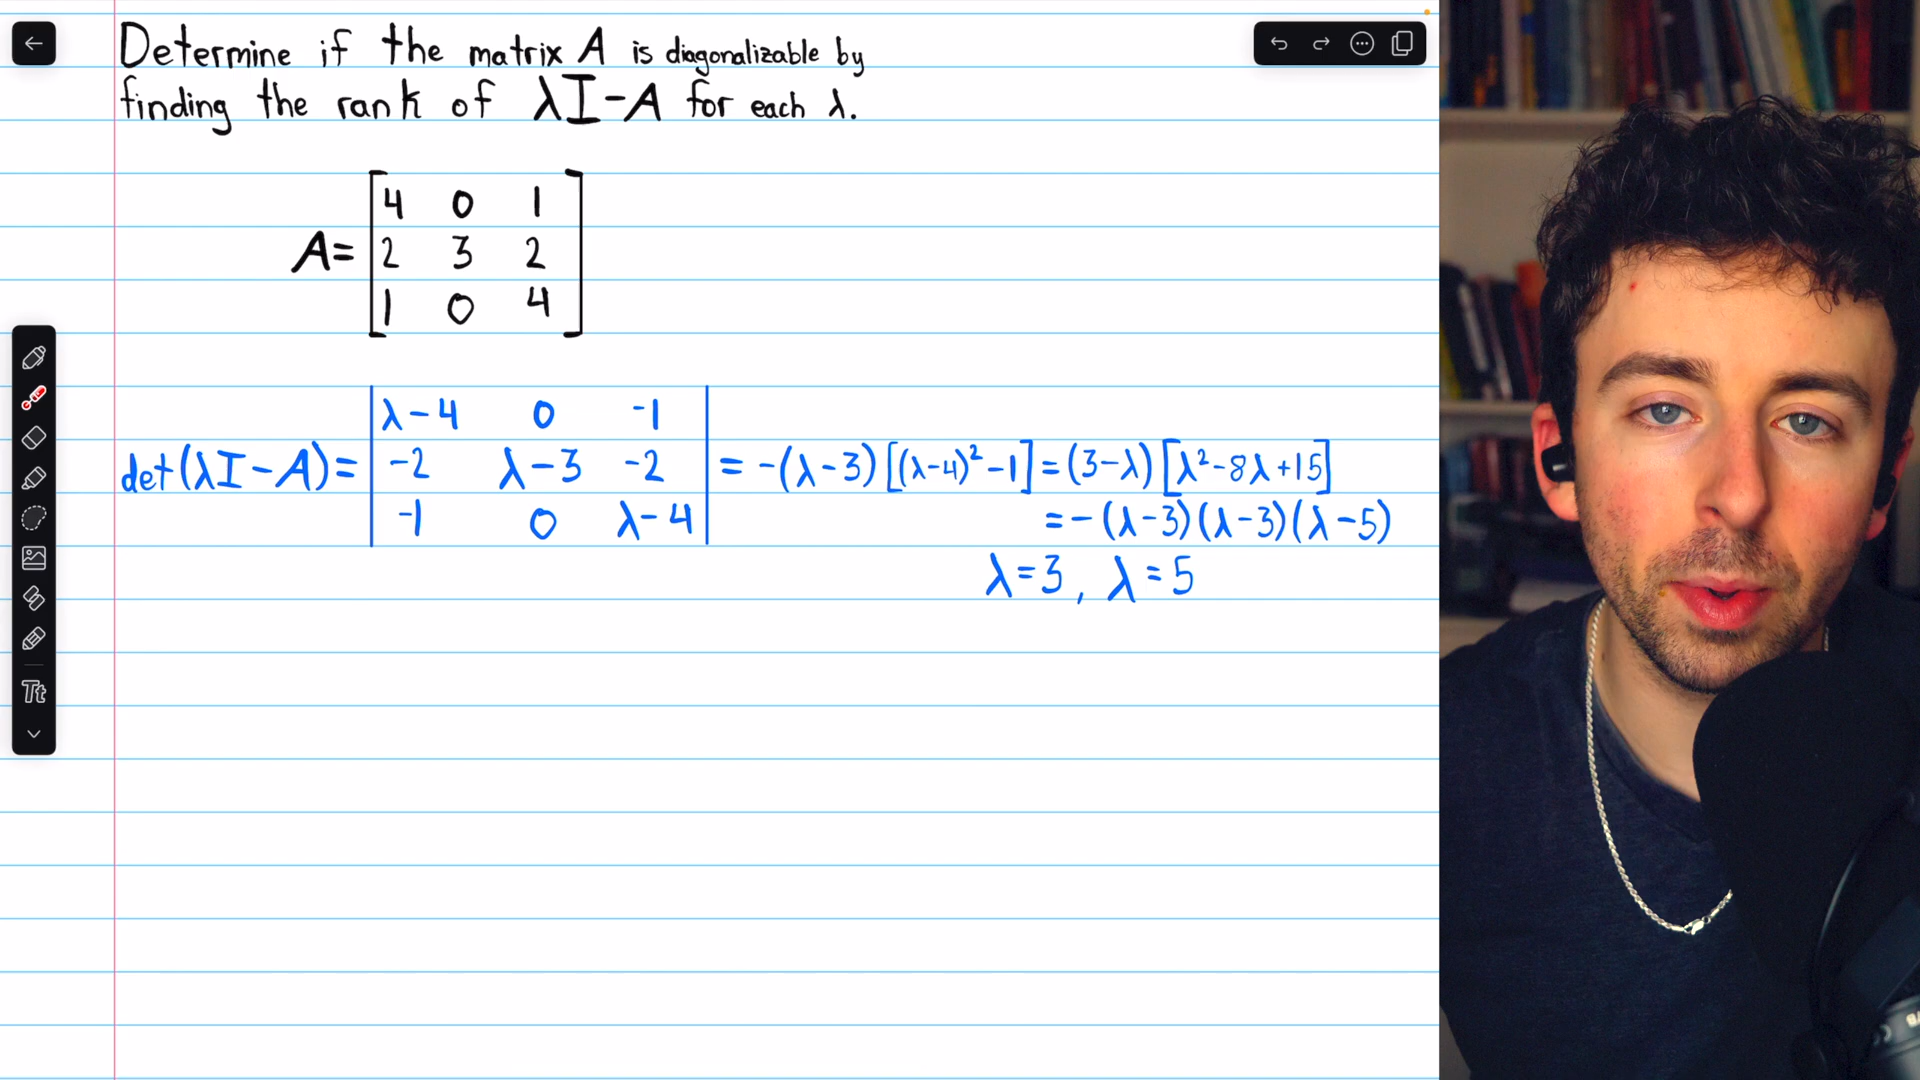 Determine if the matrix A is diagonalizable by
finding the rank of λI-A for each λ.
4 0 1
A= 2 3 2
1 0 4
λ-4 0 -1
det(λI-A)= -2 λ-3 -2 = -(λ-3)[(λ-4)²-1]=(3-λ)[λ²-8λ+15]
-1 0 λ-4 =-(λ-3)(λ-3)(λ-5)
λ=3, λ=5
Tt